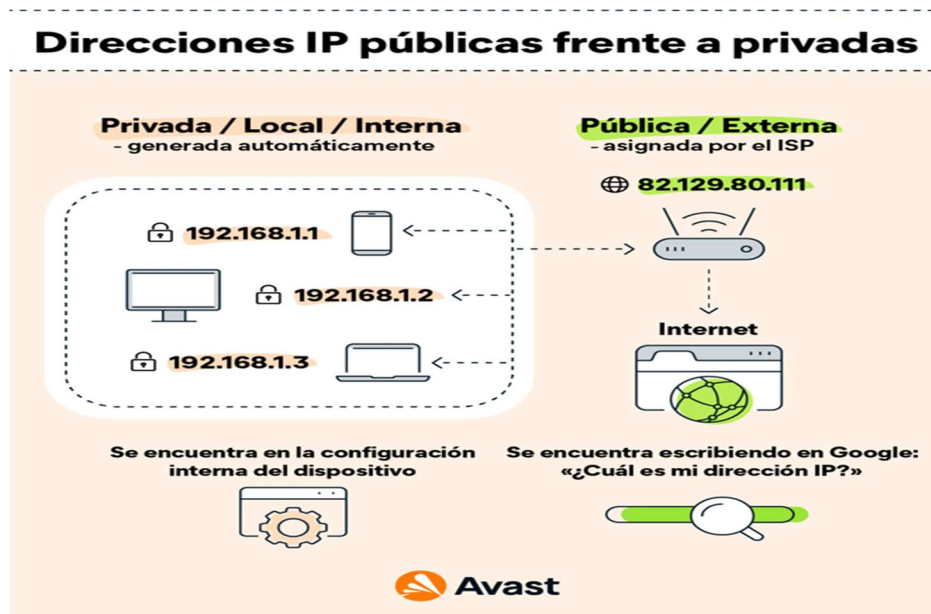 Direcciones IP públicas frente a privadas
Privada / Local / Interna
- generada automáticamente
192.168.1.1
192.168.1.2
192.168.1.3
Se encuentra en la configuración
interna del dispositivo
Pública / Externa
- asignada por el ISP
82.129.80.111
Internet
Se encuentra escribiendo en Google:
«¿Cuál es mi dirección IP?»
Avast